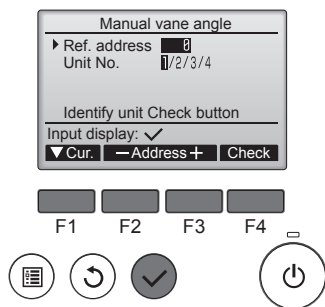 Manual vane angle
Ref. address 0
Unit No. 1/2/3/4
Identify unit Check button
Input display: ✓
▼Cur. －Address＋ Check
F1 F2 F3 F4